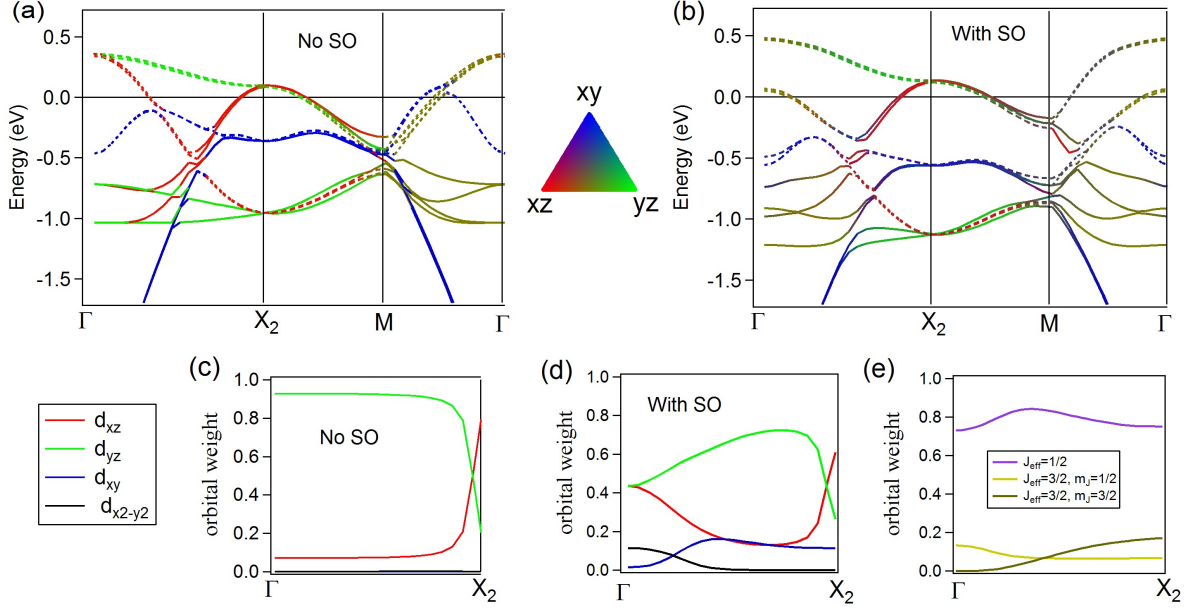 (a)
No SO
0.5
0.0
-0.5
-1.0
-1.5
Energy (eV)
Γ
X2
M
Γ
xy
xz
yz
(b)
With SO
0.5
0.0
-0.5
-1.0
-1.5
Energy (eV)
Γ
X2
M
Γ
dxz
dyz
dxy
dx2-y2
(c)
No SO
1.0
0.8
0.6
0.4
0.2
0.0
orbital weight
Γ
X2
(d)
With SO
1.0
0.8
0.6
0.4
0.2
0.0
orbital weight
Γ
X2
(e)
1.0
0.8
0.6
0.4
0.2
0.0
orbital weight
Jeff=1/2
Jeff=3/2, mJ=1/2
Jeff=3/2, mJ=3/2
Γ
X2